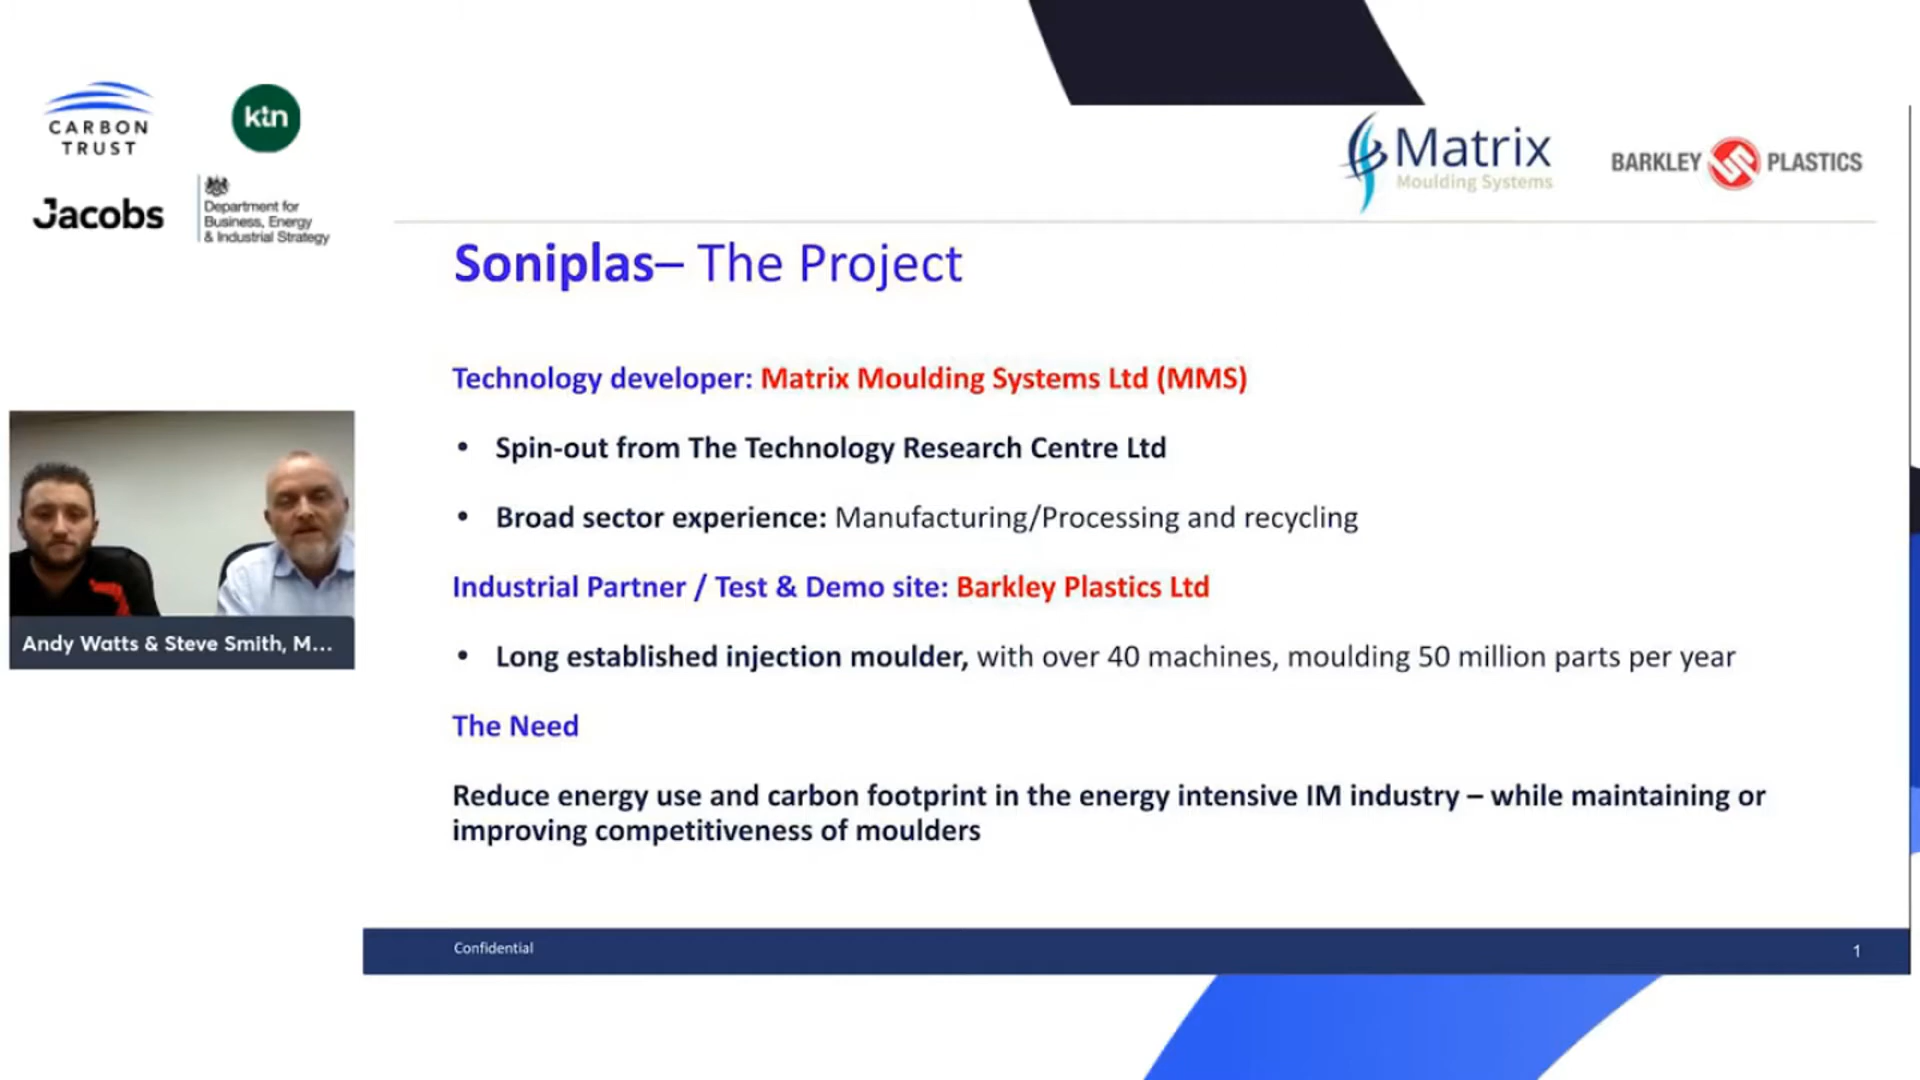 CARBON
TRUST
ktn
Jacobs
Department for
Business, Energy
& Industrial Strategy
Matrix
Moulding Systems
BARKLEY PLASTICS
Soniplas– The Project
Technology developer: Matrix Moulding Systems Ltd (MMS)
• Spin-out from The Technology Research Centre Ltd
• Broad sector experience: Manufacturing/Processing and recycling
Industrial Partner / Test & Demo site: Barkley Plastics Ltd
• Long established injection moulder, with over 40 machines, moulding 50 million parts per year
The Need
Reduce energy use and carbon footprint in the energy intensive IM industry – while maintaining or
improving competitiveness of moulders
Andy Watts & Steve Smith, M...
Confidential
1